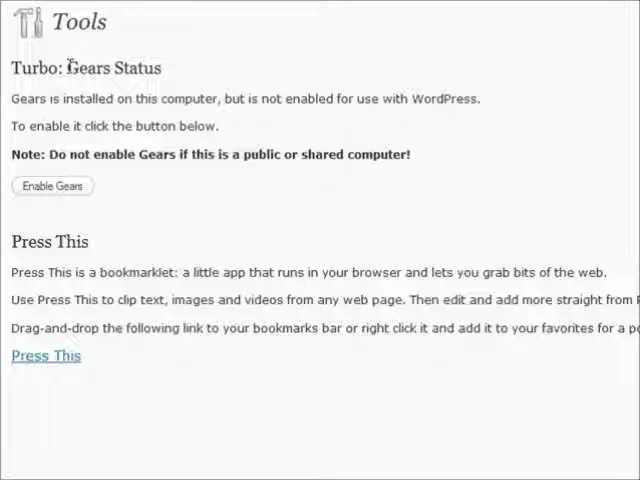 Tools
Turbo: Gears Status
Gears is installed on this computer, but is not enabled for use with WordPress.
To enable it click the button below.
Note: Do not enable Gears if this is a public or shared computer!
Enable Gears
Press This
Press This is a bookmarklet: a little app that runs in your browser and lets you grab bits of the web.
Use Press This to clip text, images and videos from any web page. Then edit and add more straight from
Drag-and-drop the following link to your bookmarks bar or right click it and add it to your favorites for a
Press This